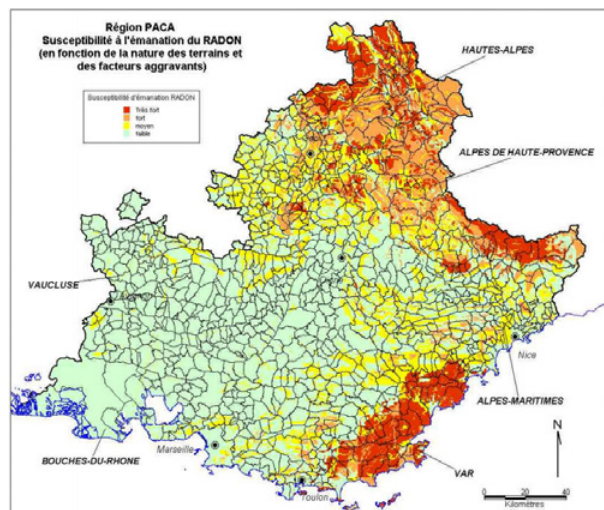 Région PACA
Susceptibilité à l'émanation du RADON
(en fonction de la nature des terrains et
des facteurs aggravants)
Susceptibilité d'émanation RADON
très fort
fort
moyen
faible
HAUTES-ALPES
ALPES DE HAUTE-PROVENCE
VAUCLUSE
Nice
ALPES-MARITIMES
Marseille
BOUCHES-DU-RHONE
Toulon
VAR
N
0 20 40
Kilomètres